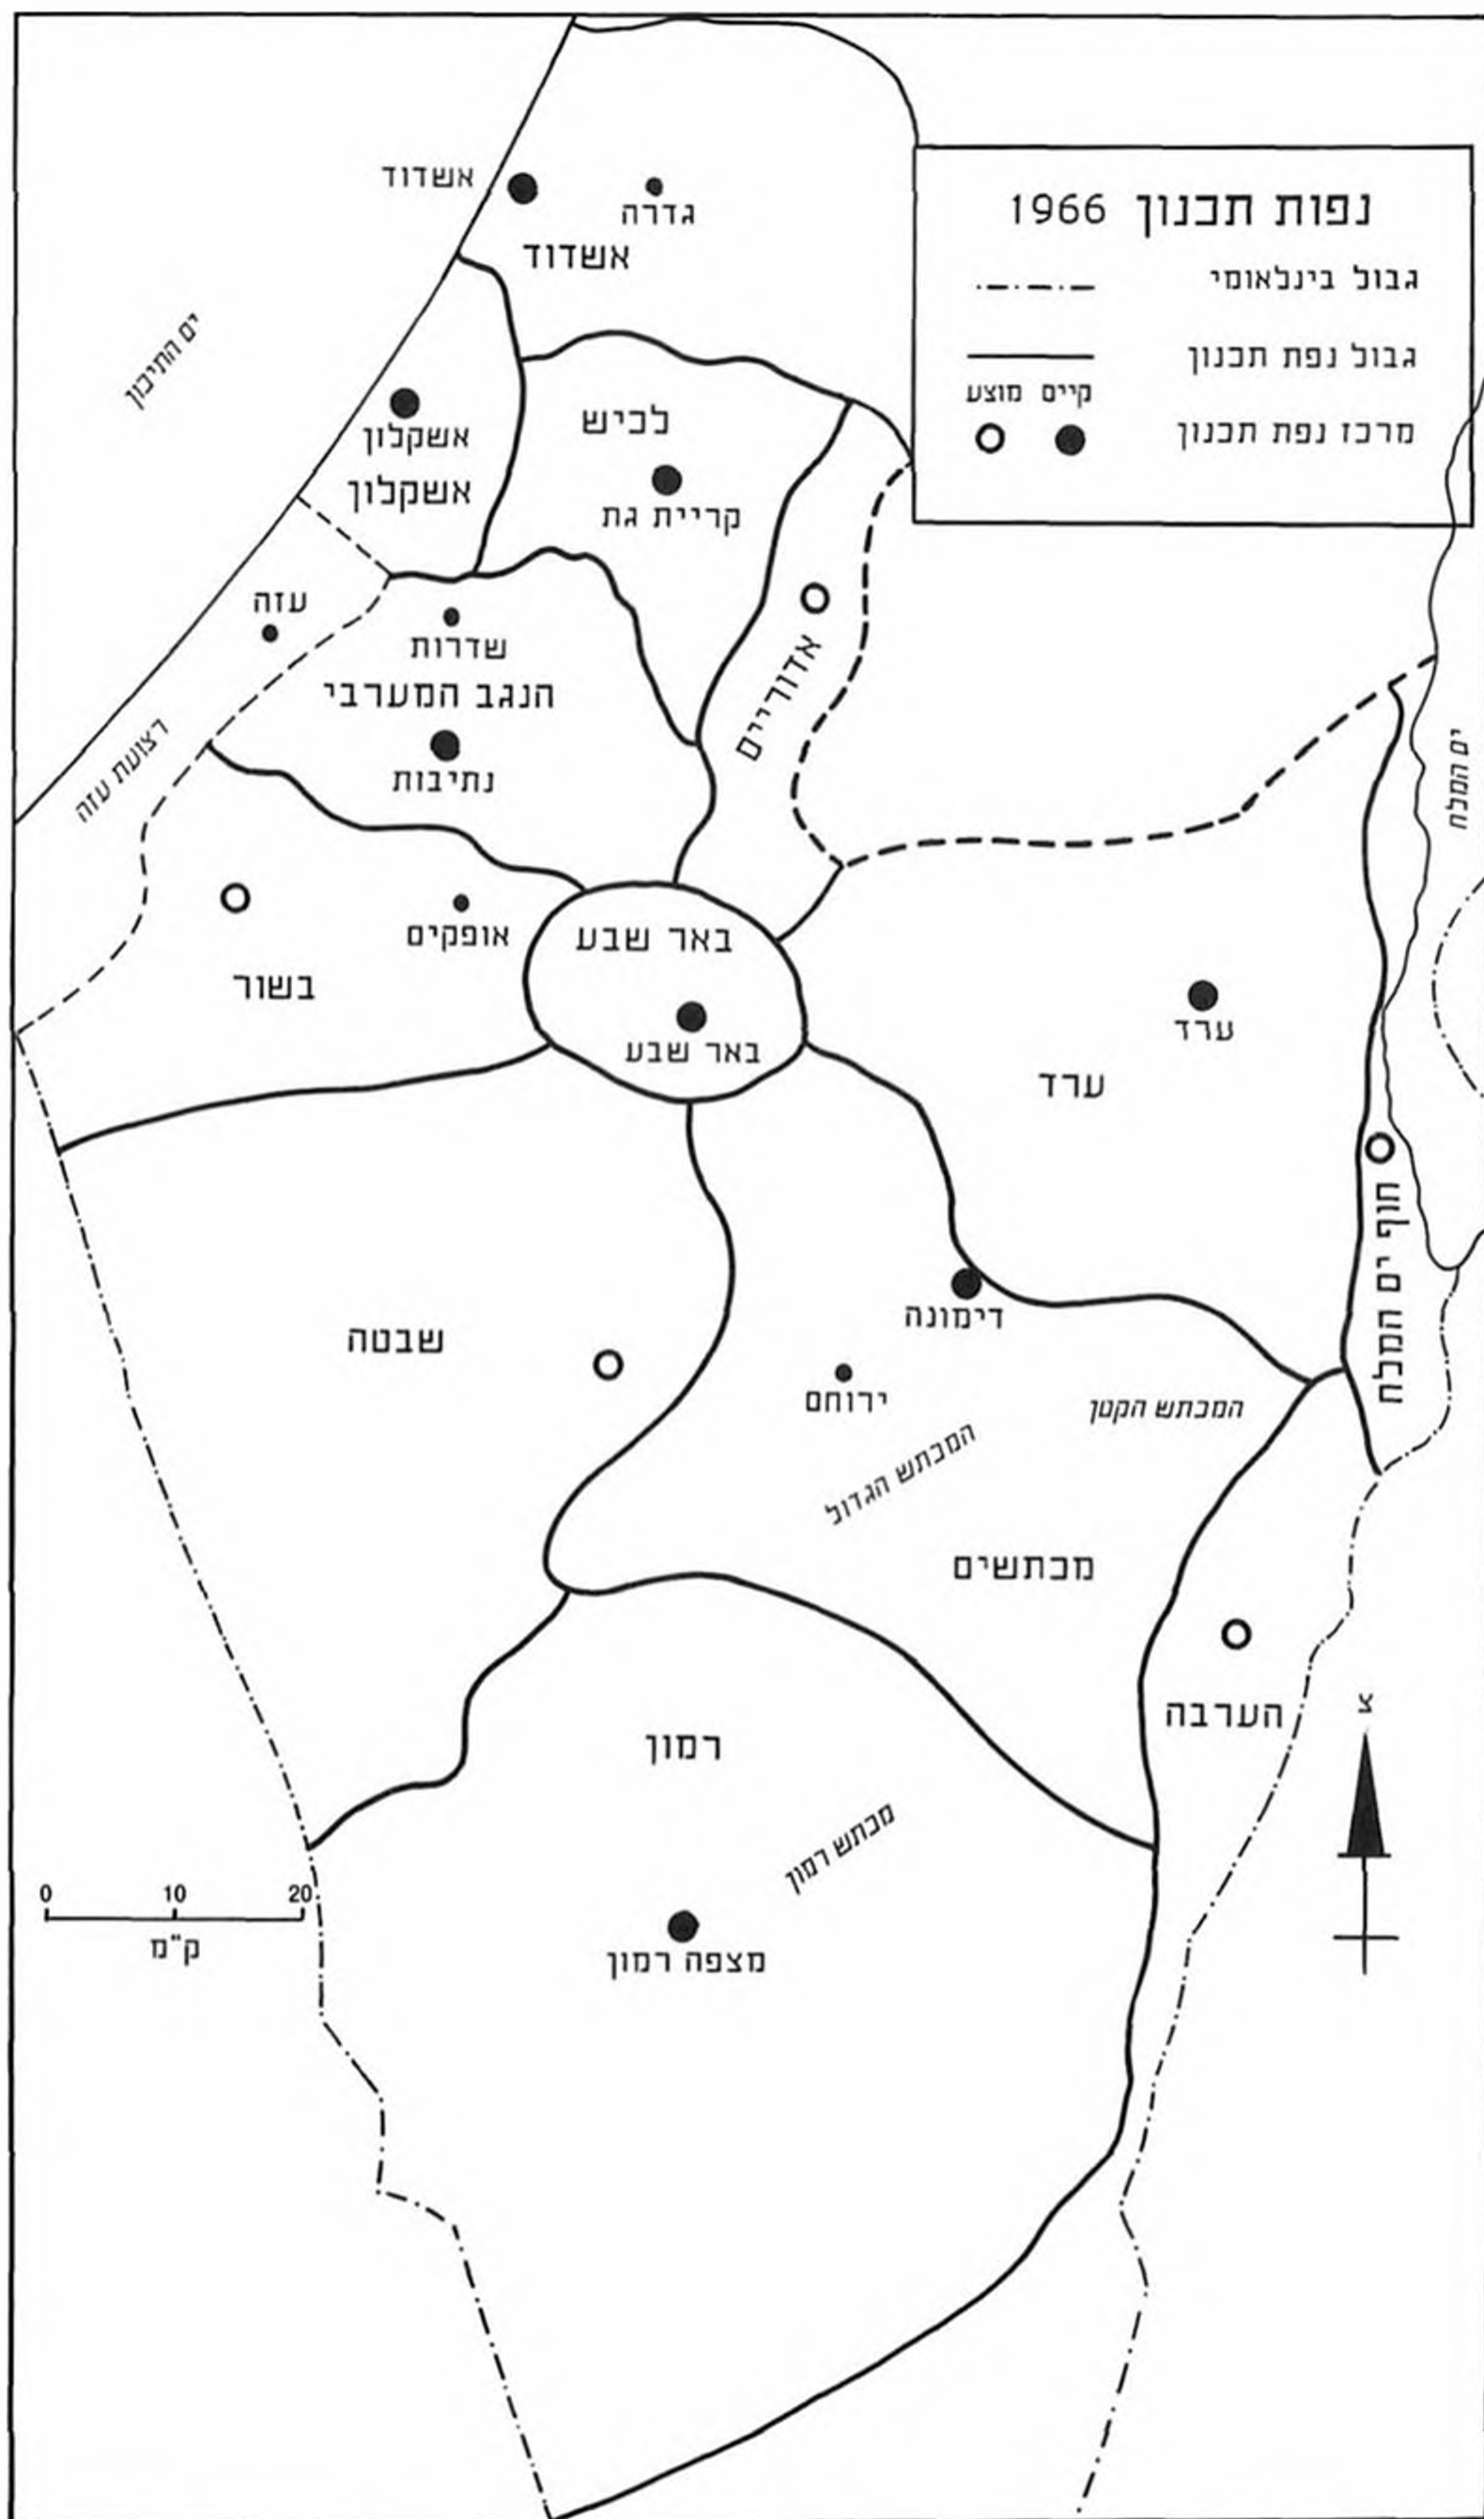 נפות תכנון 1966
גבול בינלאומי
גבול נפת תכנון
קיים מוצע
מרכז נפת תכנון
אשדוד
גדרה
אשדוד
ים התיכון
לכיש
אשקלון
אשקלון
קריית גת
עזה
שדרות
אדוריים
הנגב המערבי
רצועת עזה
נתיבות
ים המלח
באר שבע
אופקים
בשור
באר שבע
ערד
ערד
חוף ים המלח
דימונה
שבטה
ירוחם
המכתש הקטן
המכתש הגדול
מכתשים
הערבה
צ
רמון
מכתש רמון
0 10 20
ק"מ
מצפה רמון